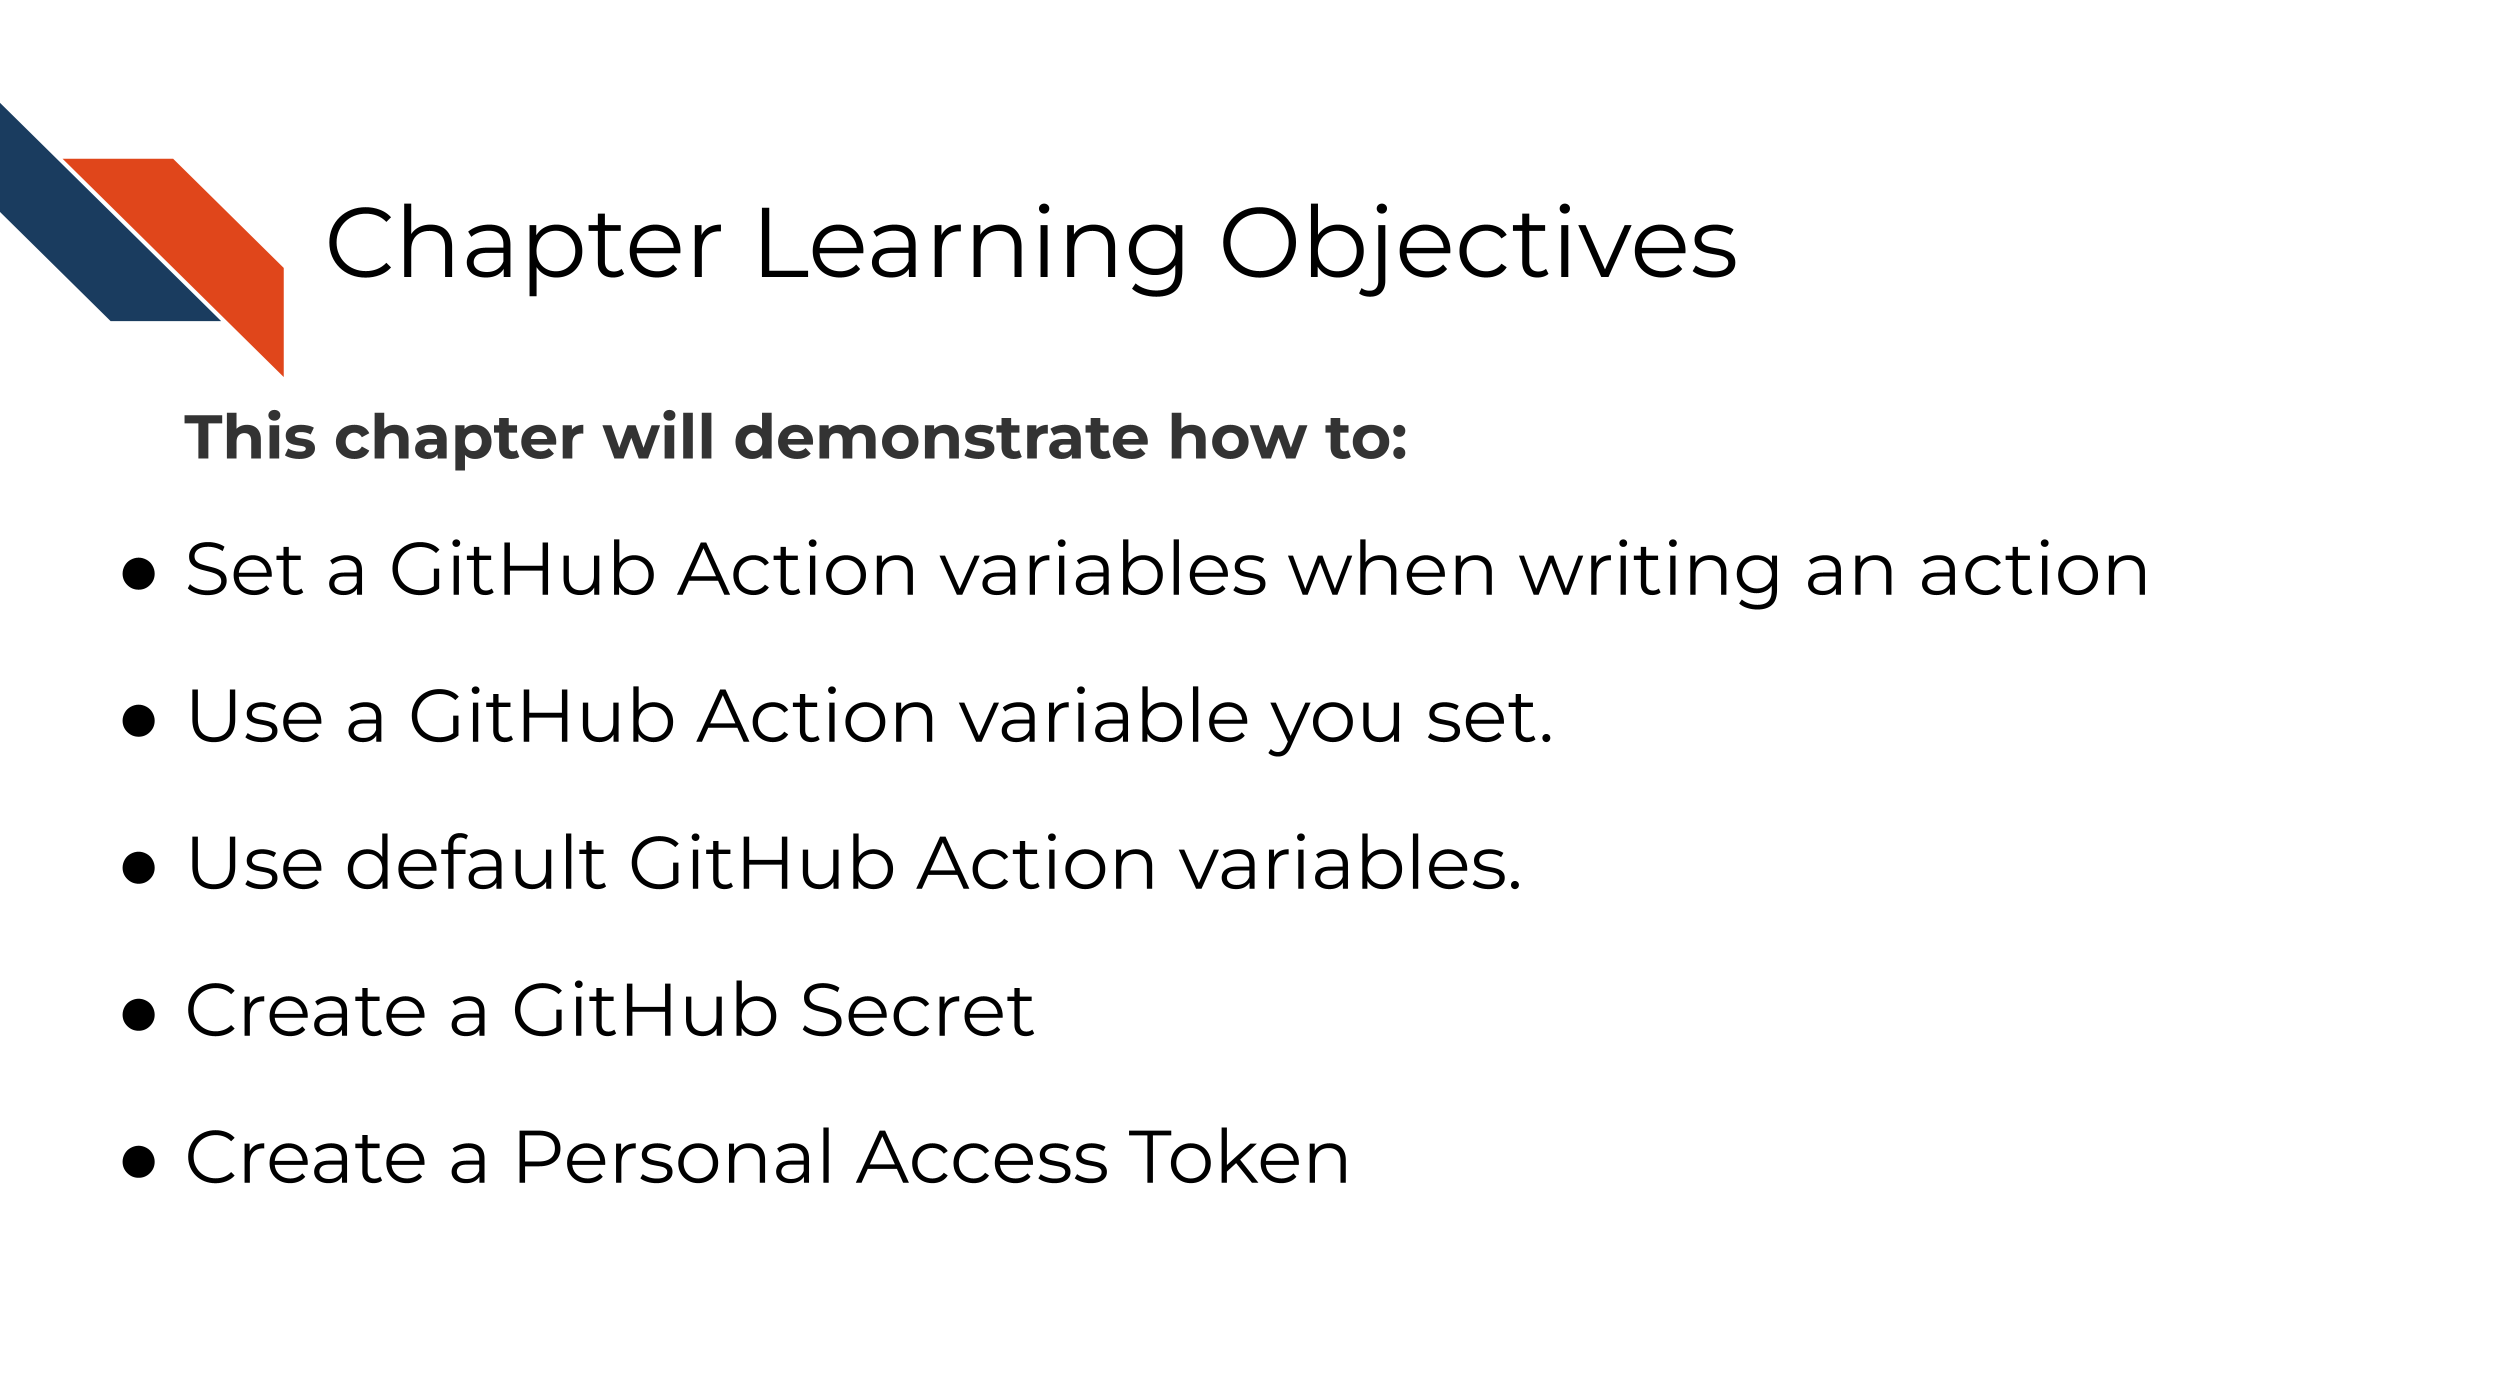 Chapter Learning Objectives
This chapter will demonstrate how to:
● Set a GitHub Action variables when writing an action
● Use a GitHub Action variable you set.
● Use default GitHub Action variables.
● Create a GitHub Secret
● Create a Personal Access Token